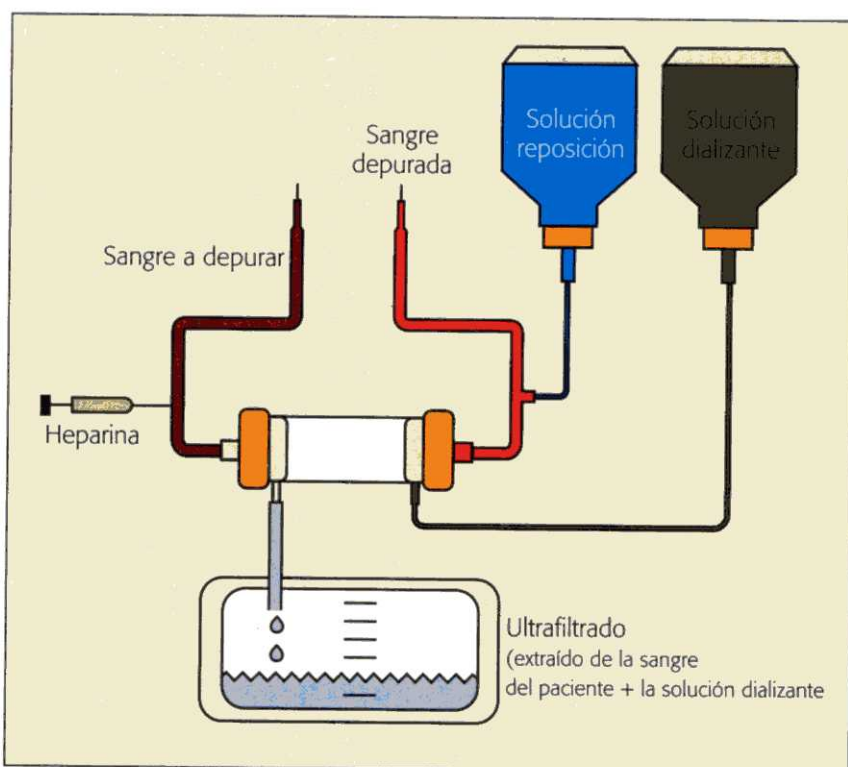 Solución
reposición
Solución
dializante
Sangre
depurada
Sangre a depurar
Heparina
Ultrafiltrado
(extraído de la sangre
del paciente + la solución dializante